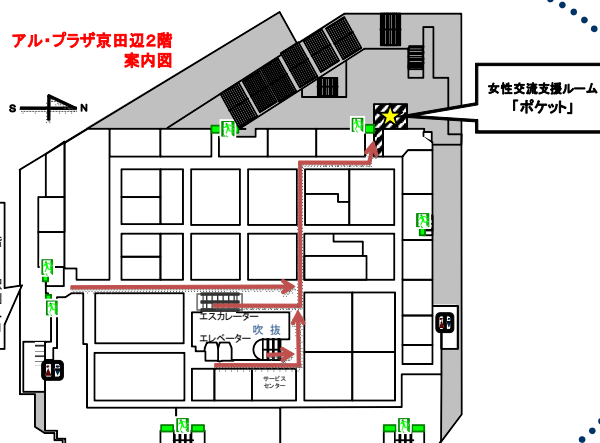 アル・プラザ京田辺2階
案内図
S N
女性交流支援ルーム
「ポケット」
エスカレーター
吹 抜
エレベーター
サービス
センター